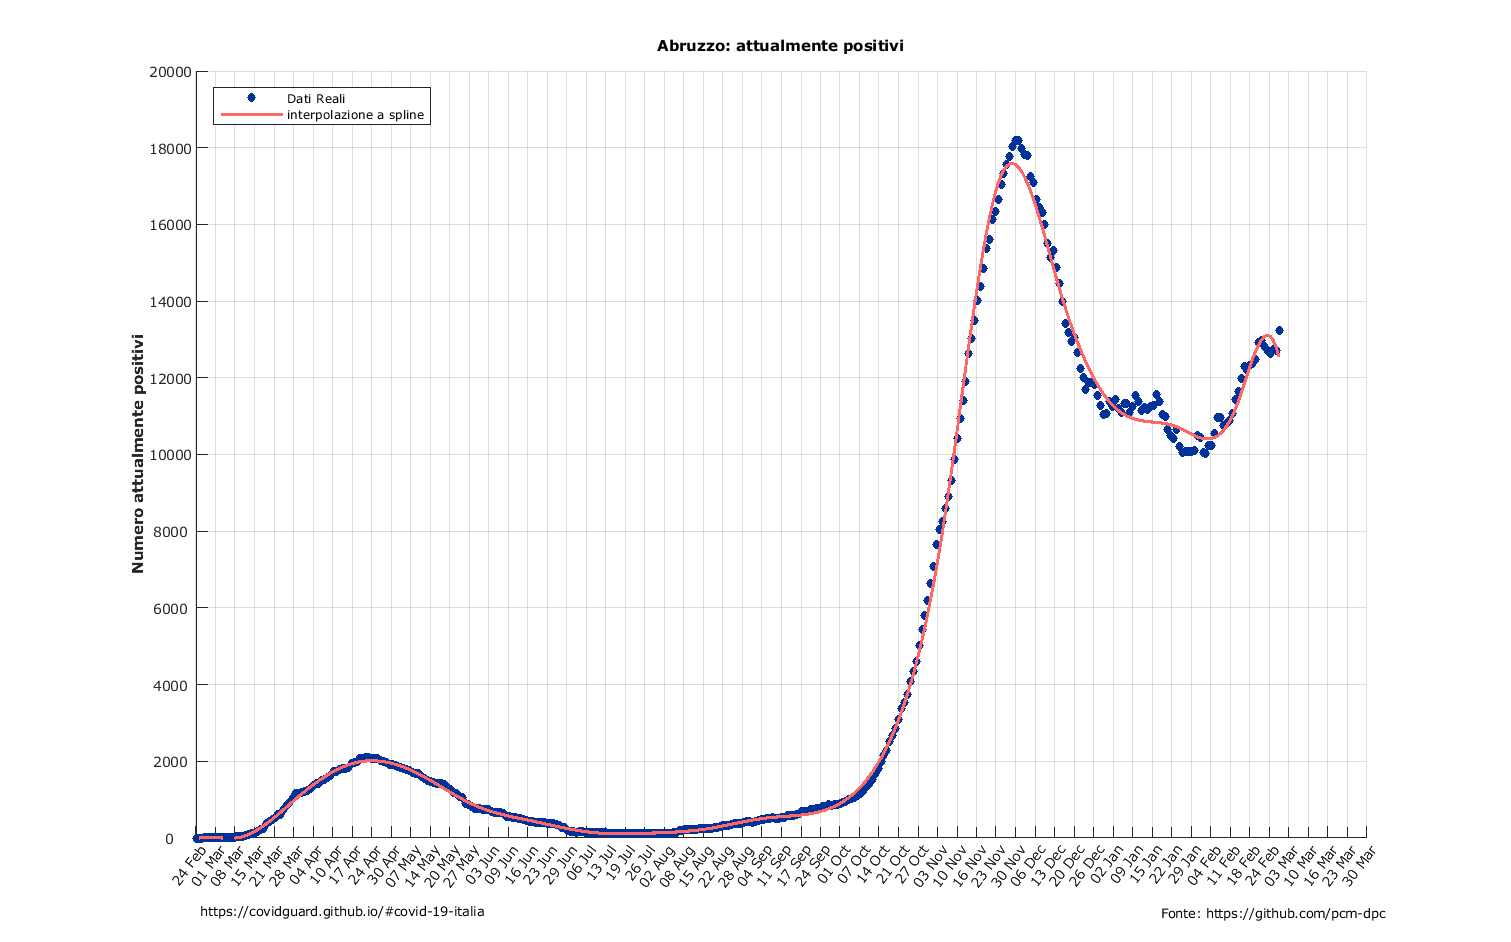 Abruzzo: attualmente positivi
Dati Reali
interpolazione a spline
Numero attualmente positivi
20000
18000
16000
14000
12000
10000
8000
6000
4000
2000
0
24 Feb
01 Mar
08 Mar
15 Mar
21 Mar
28 Mar
04 Apr
10 Apr
17 Apr
24 Apr
30 Apr
07 May
14 May
20 May
27 May
03 Jun
09 Jun
16 Jun
23 Jun
29 Jun
06 Jul
13 Jul
19 Jul
26 Jul
02 Aug
08 Aug
15 Aug
22 Aug
28 Aug
04 Sep
11 Sep
17 Sep
24 Sep
01 Oct
07 Oct
14 Oct
21 Oct
27 Oct
03 Nov
10 Nov
16 Nov
23 Nov
30 Nov
06 Dec
13 Dec
20 Dec
26 Dec
02 Jan
09 Jan
15 Jan
22 Jan
29 Jan
04 Feb
11 Feb
18 Feb
24 Feb
03 Mar
10 Mar
16 Mar
23 Mar
30 Mar
https://covidguard.github.io/#covid-19-italia
Fonte: https://github.com/pcm-dpc